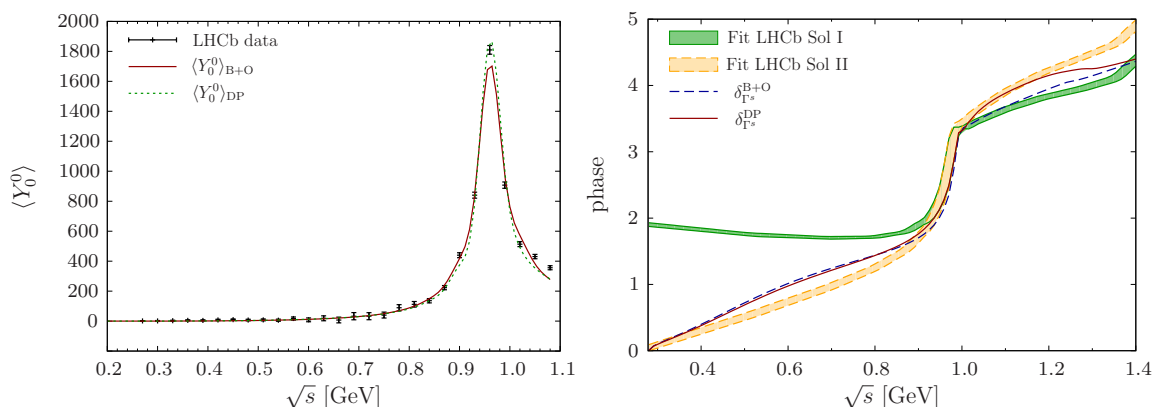 2000
1800
1600
1400
1200
1000
800
600
400
200
0
⟨Y₀⁰⟩
LHCb data
⟨Y₀⁰⟩B+O
⟨Y₀⁰⟩DP
0.2 0.3 0.4 0.5 0.6 0.7 0.8 0.9 1.0 1.1
√s [GeV]
5
4
3
2
1
0
phase
Fit LHCb Sol I
Fit LHCb Sol II
δ_Γˢ^B+O
δ_Γˢ^DP
0.4 0.6 0.8 1.0 1.2 1.4
√s [GeV]